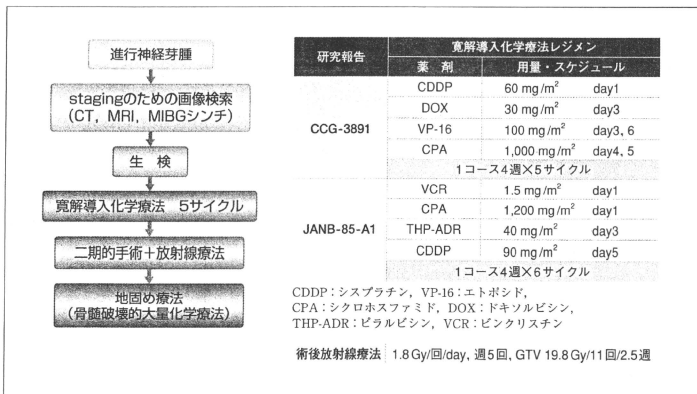 進行神経芽腫
stagingのための画像検索
(CT, MRI, MIBGシンチ)
生 検
寛解導入化学療法 5サイクル
二期的手術+放射線療法
地固め療法
(骨髄破壊的大量化学療法)
研究報告 寛解導入化学療法レジメン
薬 剤 用量・スケジュール
CCG-3891
CDDP 60 mg/m² day1
DOX 30 mg/m² day3
VP-16 100 mg/m² day3, 6
CPA 1,000 mg/m² day4, 5
1コース4週×5サイクル
JANB-85-A1
VCR 1.5 mg/m² day1
CPA 1,200 mg/m² day1
THP-ADR 40 mg/m² day3
CDDP 90 mg/m² day5
1コース4週×6サイクル
CDDP:シスプラチン, VP-16:エトポシド,
CPA:シクロホスファミド, DOX:ドキソルビシン,
THP-ADR:ピラルビシン, VCR:ビンクリスチン
術後放射線療法 1.8 Gy/回/day, 週5回, GTV 19.8 Gy/11回/2.5週